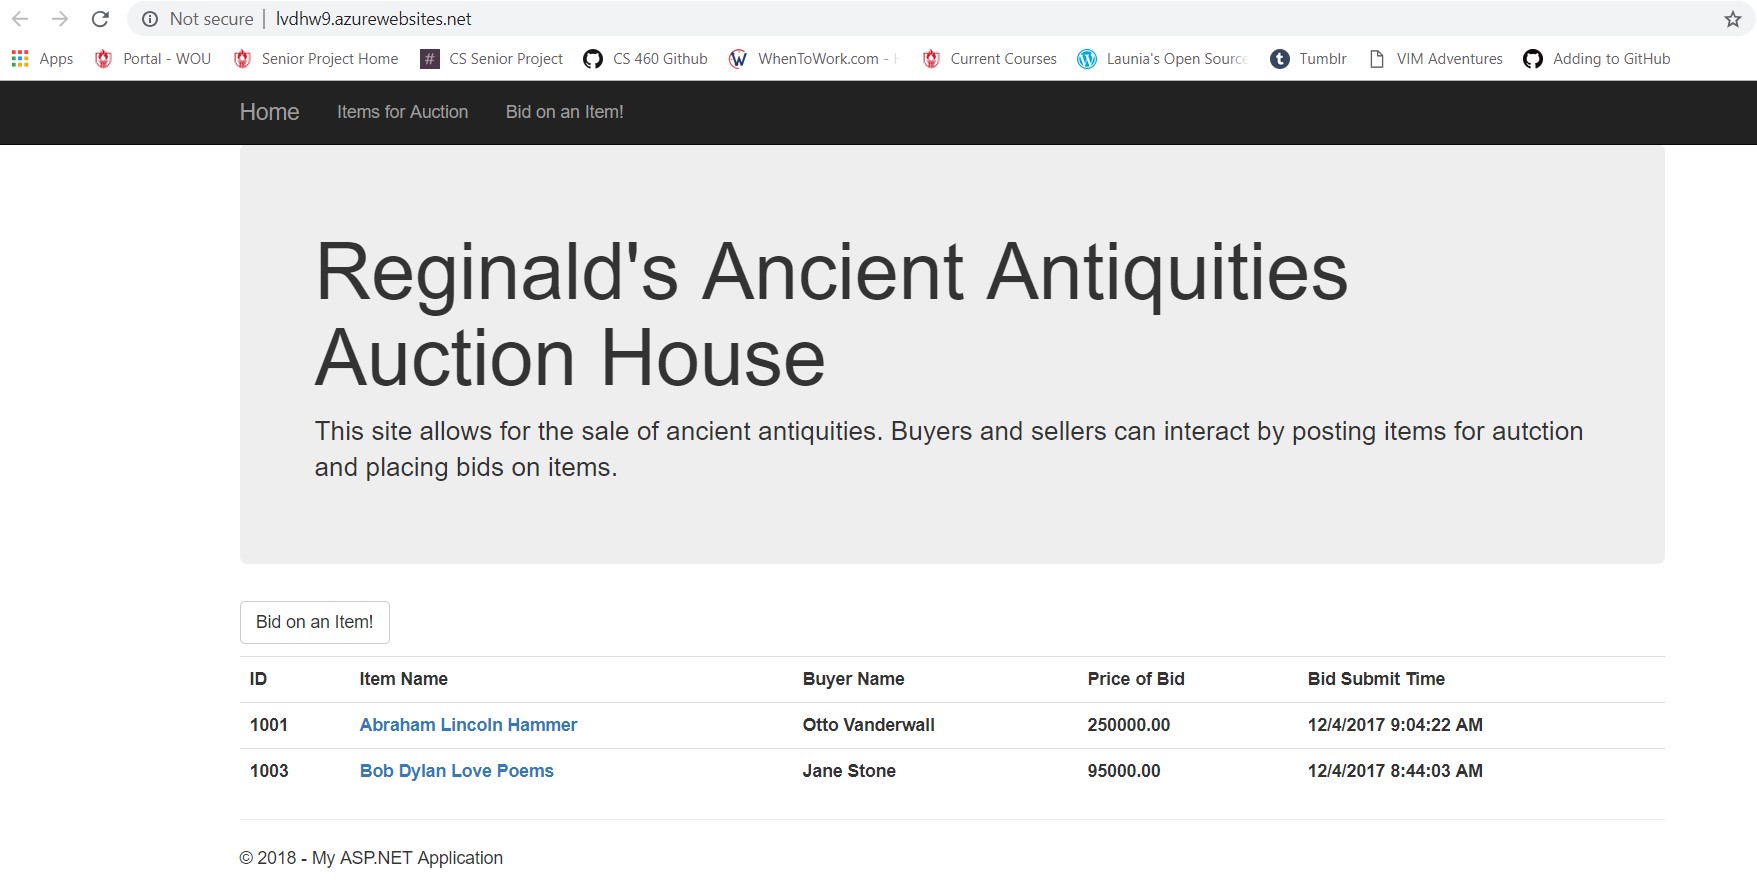 Not secure | lvdhw9.azurewebsites.net
Apps Portal - WOU Senior Project Home # CS Senior Project CS 460 Github WhenToWork.com - Current Courses Launia's Open Source Tumblr VIM Adventures Adding to GitHub
Home Items for Auction Bid on an Item!
Reginald's Ancient Antiquities
Auction House
This site allows for the sale of ancient antiquities. Buyers and sellers can interact by posting items for autction
and placing bids on items.
Bid on an Item!
ID Item Name Buyer Name Price of Bid Bid Submit Time
1001 Abraham Lincoln Hammer Otto Vanderwall 250000.00 12/4/2017 9:04:22 AM
1003 Bob Dylan Love Poems Jane Stone 95000.00 12/4/2017 8:44:03 AM
© 2018 - My ASP.NET Application